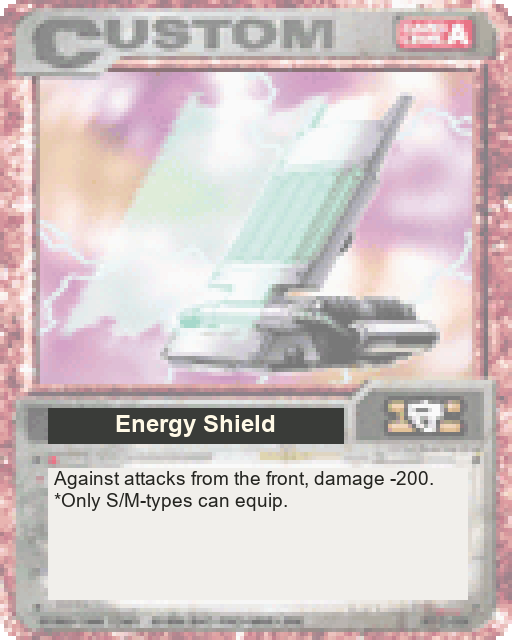 CUSTOM
A
Energy Shield
Against attacks from the front, damage -200.
*Only S/M-types can equip.